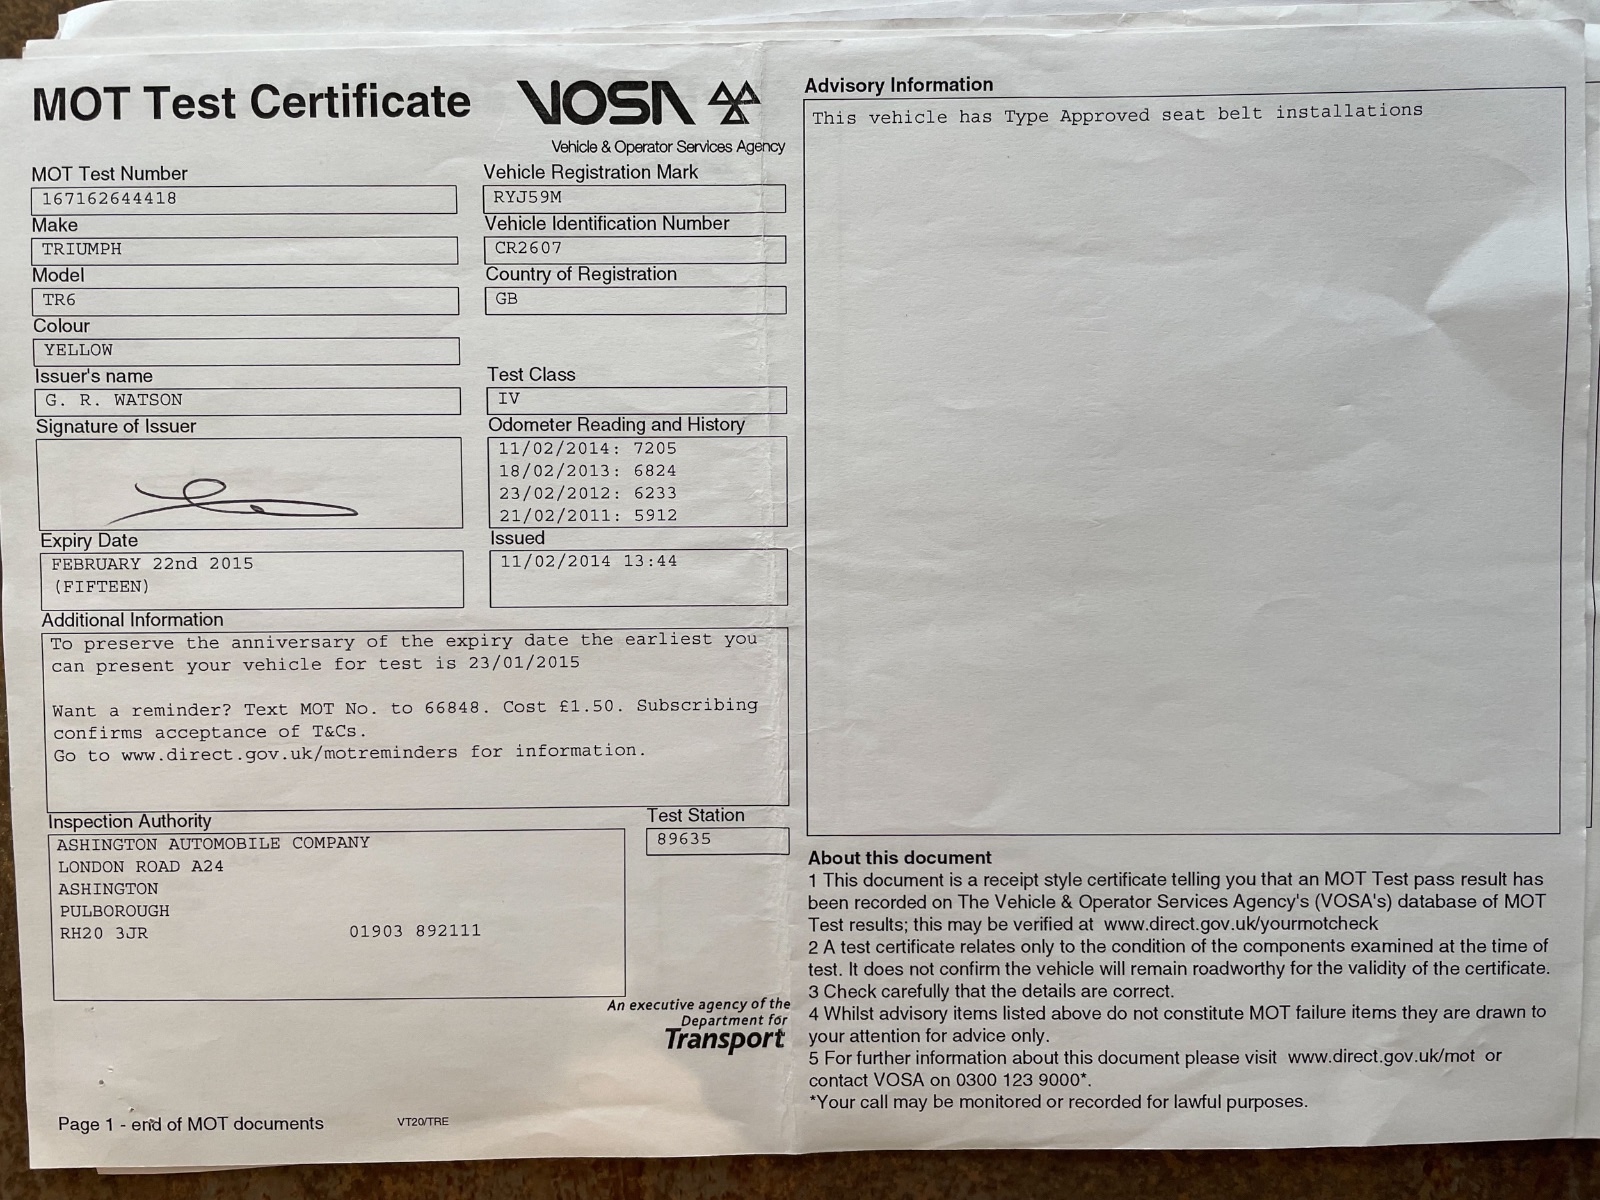 MOT Test Certificate
VOSA
Vehicle & Operator Services Agency
MOT Test Number
167162644418
Vehicle Registration Mark
RYJ59M
Make
TRIUMPH
Vehicle Identification Number
CR2607
Model
TR6
Country of Registration
GB
Colour
YELLOW
Issuer's name
G. R. WATSON
Test Class
IV
Signature of Issuer
Odometer Reading and History
11/02/2014: 7205
18/02/2013: 6824
23/02/2012: 6233
21/02/2011: 5912
Expiry Date
FEBRUARY 22nd 2015
(FIFTEEN)
Issued
11/02/2014 13:44
Additional Information
To preserve the anniversary of the expiry date the earliest you
can present your vehicle for test is 23/01/2015
Want a reminder? Text MOT No. to 66848. Cost £1.50. Subscribing
confirms acceptance of T&Cs.
Go to www.direct.gov.uk/motreminders for information.
Inspection Authority
ASHINGTON AUTOMOBILE COMPANY
LONDON ROAD A24
ASHINGTON
PULBOROUGH
RH20 3JR 01903 892111
Test Station
89635
An executive agency of the
Department for
Transport
Page 1 - end of MOT documents
VT20/TRE
Advisory Information
This vehicle has Type Approved seat belt installations
About this document
1 This document is a receipt style certificate telling you that an MOT Test pass result has
been recorded on The Vehicle & Operator Services Agency's (VOSA's) database of MOT
Test results; this may be verified at www.direct.gov.uk/yourmotcheck
2 A test certificate relates only to the condition of the components examined at the time of
test. It does not confirm the vehicle will remain roadworthy for the validity of the certificate.
3 Check carefully that the details are correct.
4 Whilst advisory items listed above do not constitute MOT failure items they are drawn to
your attention for advice only.
5 For further information about this document please visit www.direct.gov.uk/mot or
contact VOSA on 0300 123 9000*.
*Your call may be monitored or recorded for lawful purposes.